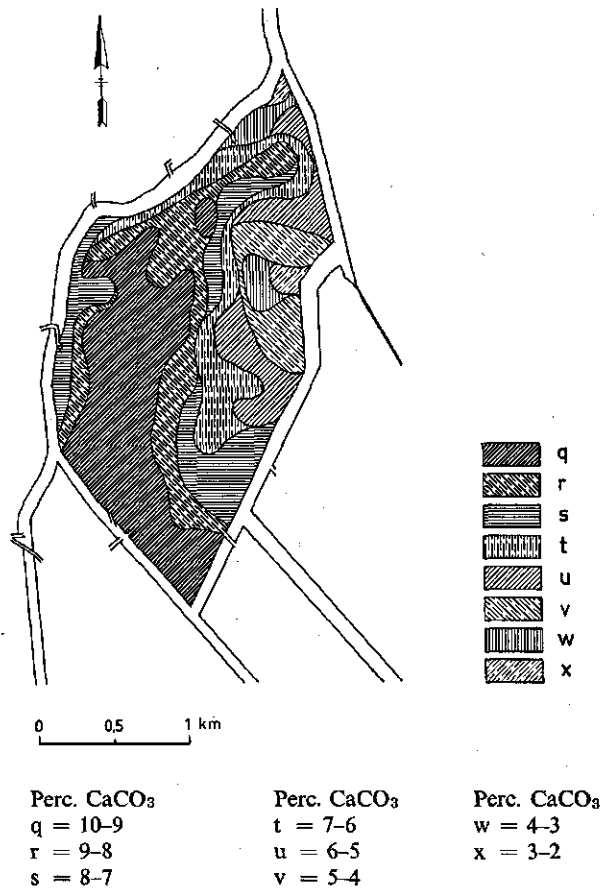 q
r
s
t
u
v
w
x
0 0,5 1 km
Perc. CaCO₃
q = 10–9
r = 9–8
s = 8–7
Perc. CaCO₃
t = 7–6
u = 6–5
v = 5–4
Perc. CaCO₃
w = 4–3
x = 3–2